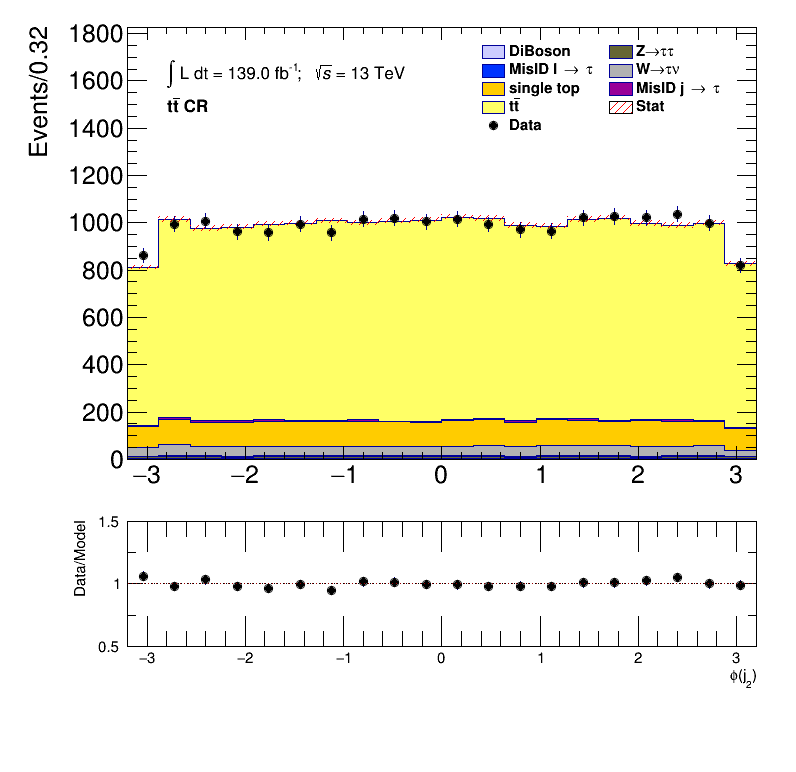 Events/0.32
1800
1600
1400
1200
1000
800
600
400
200
0
∫ L dt = 139.0 fb⁻¹; √s = 13 TeV
tt̄ CR
DiBoson
Z→ττ
MisID l → τ
W→τν
single top
MisID j → τ
tt̄
Stat
Data
−3 −2 −1 0 1 2 3
Data/Model
1.5
1
0.5
−3 −2 −1 0 1 2 3
ϕ(j₂)